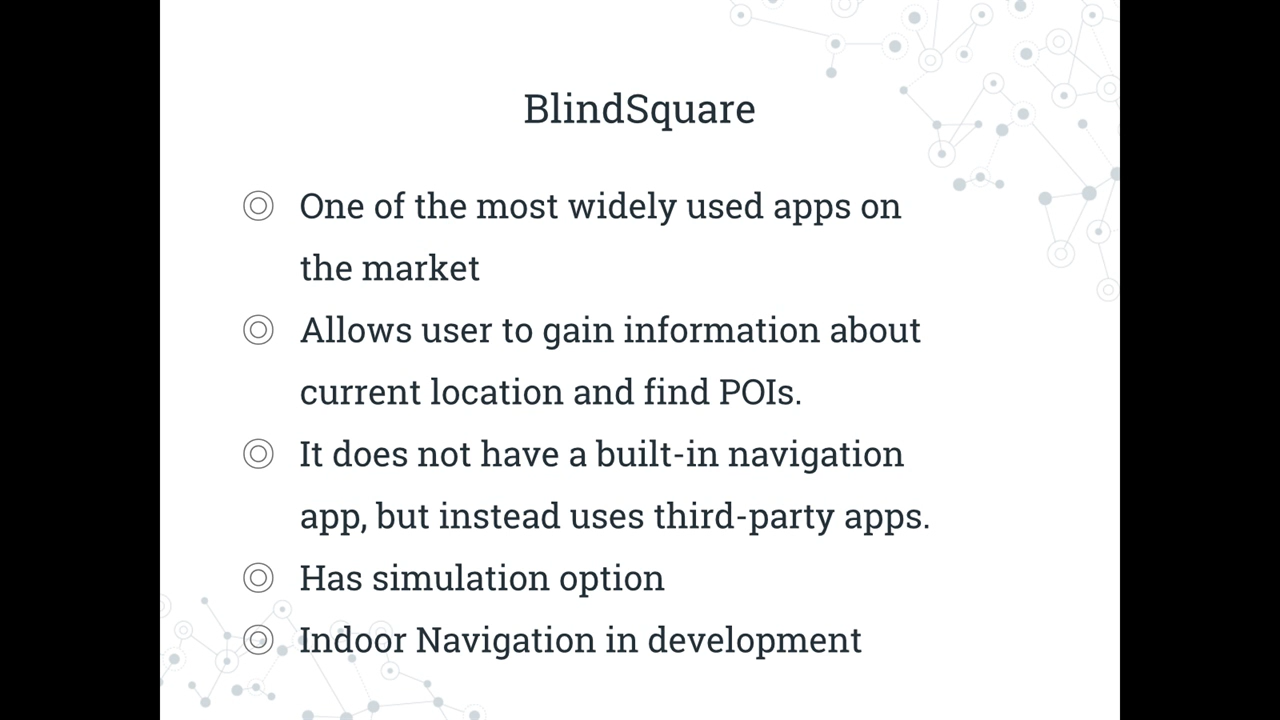 BlindSquare
One of the most widely used apps on
the market
Allows user to gain information about
current location and find POIs.
It does not have a built-in navigation
app, but instead uses third-party apps.
Has simulation option
Indoor Navigation in development